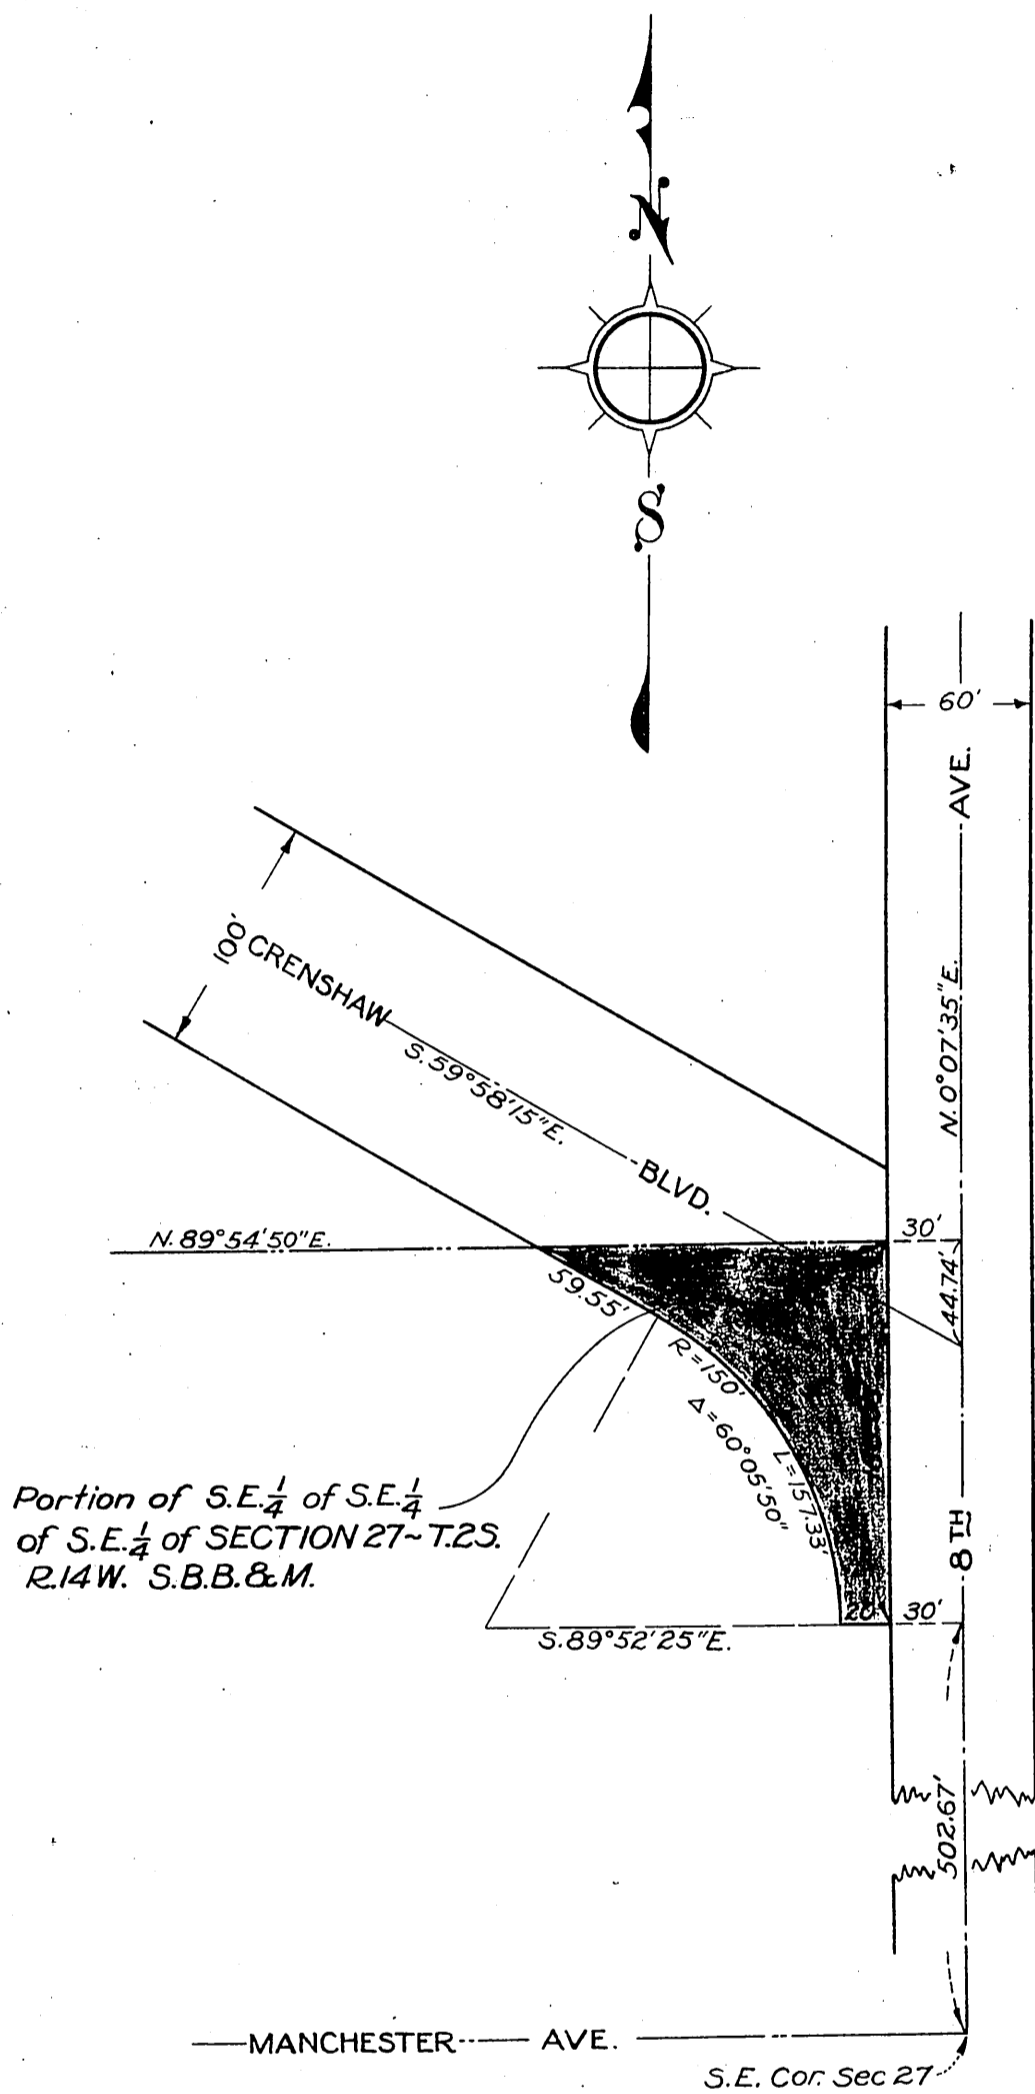 N
S.
60'
AVE.
N.0°07'35"E.
100'
CRENSHAW
S.59°58'15"E.
BLVD.
N.89°54'50"E.
30'
44.74'
59.55'
R=150'
Δ=60°05'50"
L=157.33'
Portion of S.E.1/4 of S.E.1/4
of S.E.1/4 of SECTION 27~T.2S.
R.14W. S.B.B.&M.
8TH
20'
30'
S.89°52'25"E.
502.67'
MANCHESTER AVE.
S.E. Cor. Sec 27